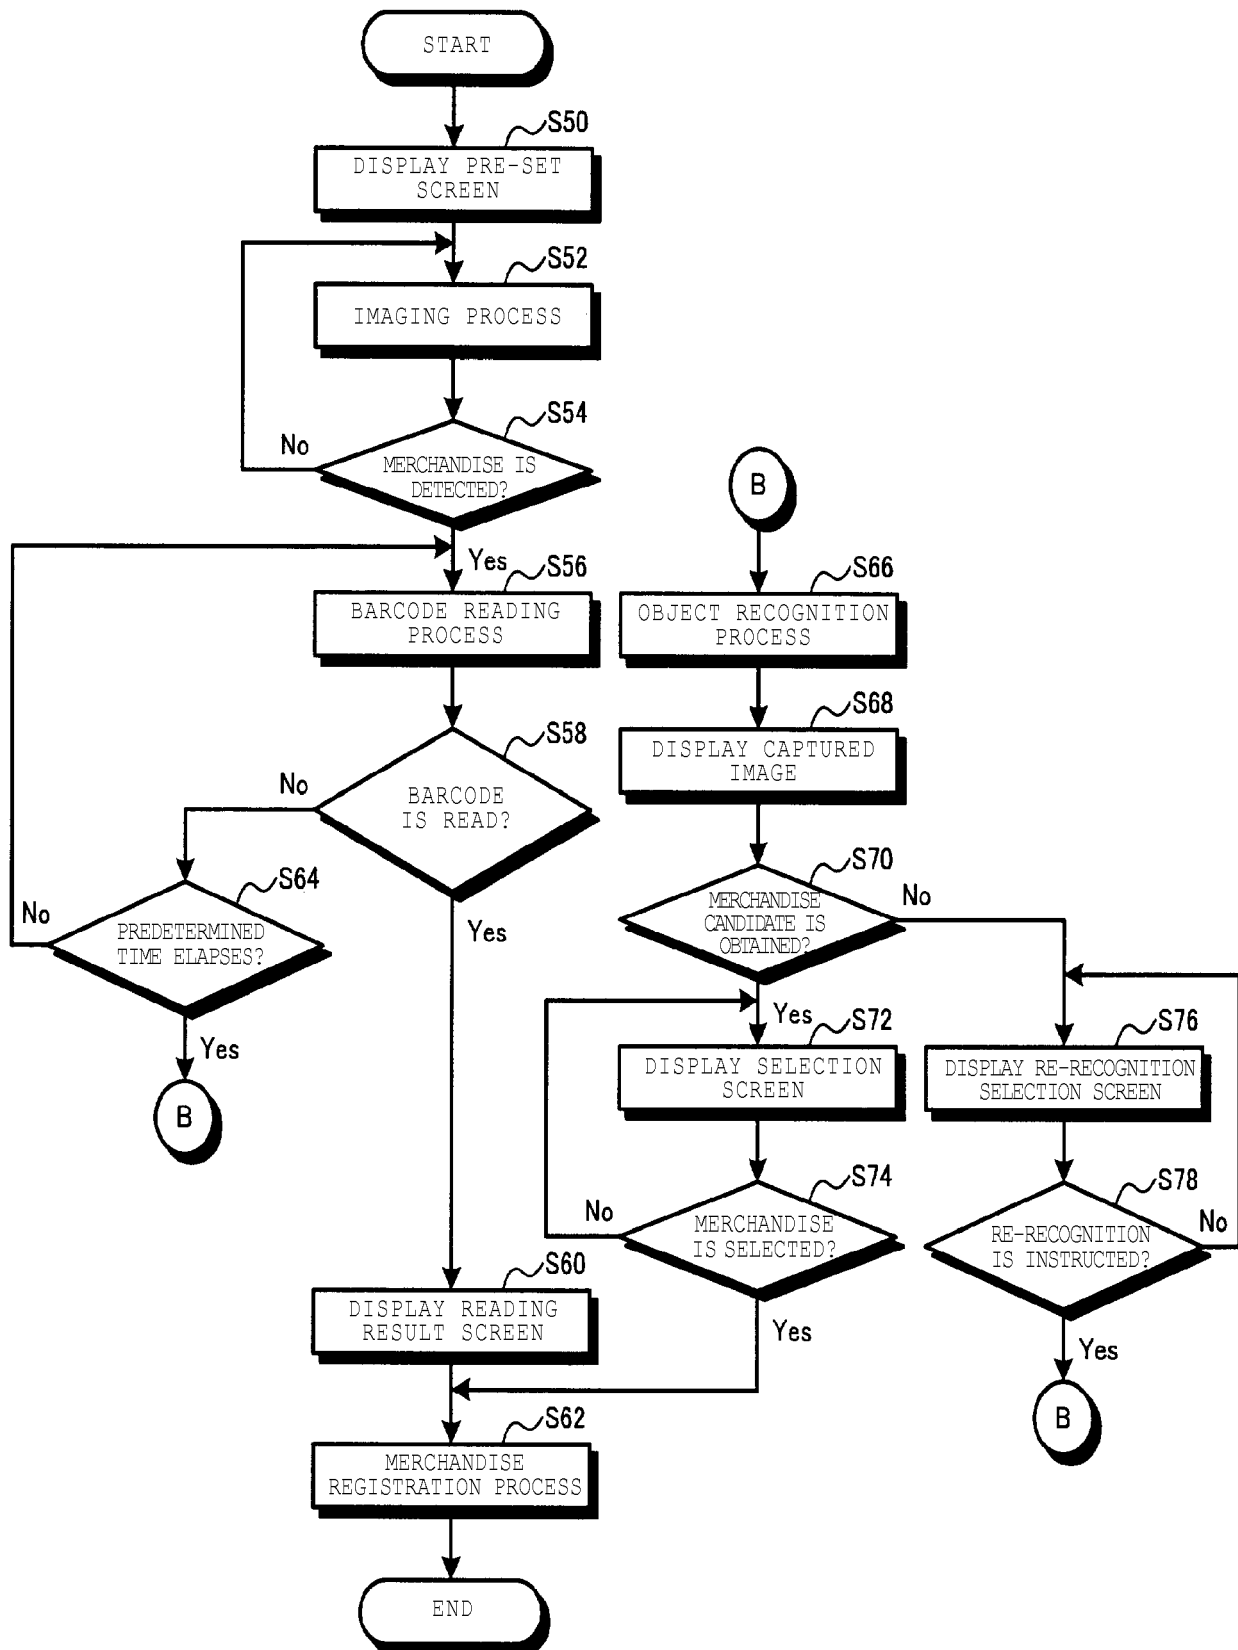 START
S50
DISPLAY PRE-SET
SCREEN
S52
IMAGING PROCESS
S54
No
MERCHANDISE IS
DETECTED?
Yes
S56
BARCODE READING
PROCESS
S58
No
BARCODE
IS READ?
Yes
S64
No
PREDETERMINED
TIME ELAPSES?
Yes
B
S60
DISPLAY READING
RESULT SCREEN
S62
MERCHANDISE
REGISTRATION PROCESS
END
B
S66
OBJECT RECOGNITION
PROCESS
S68
DISPLAY CAPTURED
IMAGE
S70
MERCHANDISE
CANDIDATE IS
OBTAINED?
No
Yes
S72
DISPLAY SELECTION
SCREEN
S74
No
MERCHANDISE
IS SELECTED?
Yes
S76
DISPLAY RE-RECOGNITION
SELECTION SCREEN
S78
RE-RECOGNITION
IS INSTRUCTED?
No
Yes
B